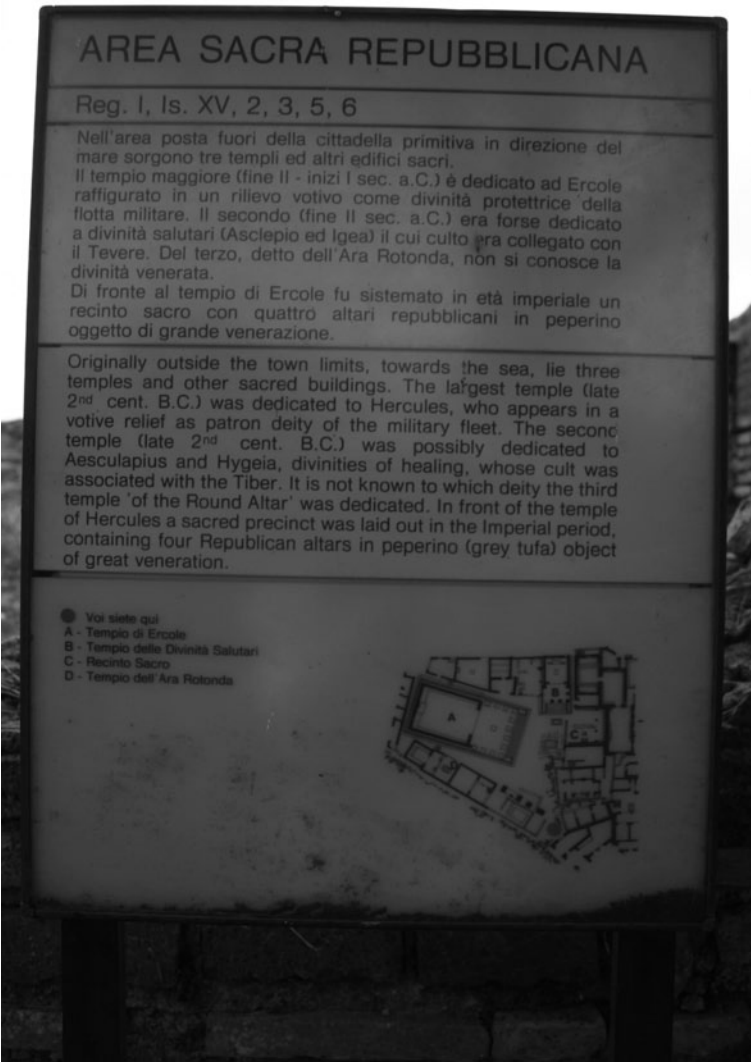 AREA SACRA REPUBBLICANA
Reg. I, Is. XV, 2, 3, 5, 6
Nell'area posta fuori della cittadella primitiva in direzione del
mare sorgono tre templi ed altri edifici sacri.
Il tempio maggiore (fine II - inizi I sec. a.C.) è dedicato ad Ercole
raffigurato in un rilievo votivo come divinità protettrice della
flotta militare. Il secondo (fine II sec. a.C.) era forse dedicato
a divinità salutari (Asclepio ed Igea) il cui culto era collegato con
il Tevere. Del terzo, detto dell'Ara Rotonda, non si conosce la
divinità venerata.
Di fronte al tempio di Ercole fu sistemato in età imperiale un
recinto sacro con quattro altari repubblicani in peperino
oggetto di grande venerazione.
Originally outside the town limits, towards the sea, lie three
temples and other sacred buildings. The largest temple (late
2nd cent. B.C.) was dedicated to Hercules, who appears in a
votive relief as patron deity of the military fleet. The second
temple (late 2nd cent. B.C.) was possibly dedicated to
Aesculapius and Hygeia, divinities of healing, whose cult was
associated with the Tiber. It is not known to which deity the third
temple 'of the Round Altar' was dedicated. In front of the temple
of Hercules a sacred precinct was laid out in the Imperial period,
containing four Republican altars in peperino (grey tufa) object
of great veneration.
Voi siete qui
A - Tempio di Ercole
B - Tempio delle Divinità Salutari
C - Recinto Sacro
D - Tempio dell'Ara Rotonda
B
A
C